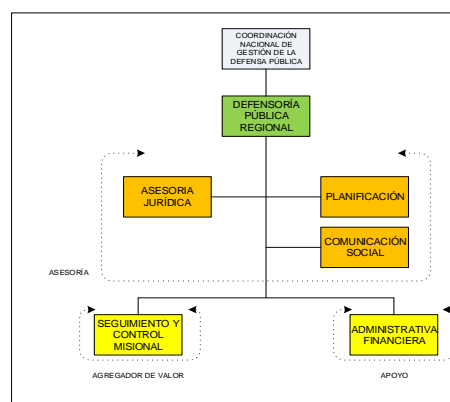 COORDINACIÓN
NACIONAL DE
GESTIÓN DE LA
DEFENSA PÚBLICA
DEFENSORÍA
PÚBLICA
REGIONAL
ASESORIA
JURÍDICA
PLANIFICACIÓN
COMUNICACIÓN
SOCIAL
ASESORÍA
SEGUIMIENTO Y
CONTROL
MISIONAL
ADMINISTRATIVA
FINANCIERA
AGREGADOR DE VALOR
APOYO